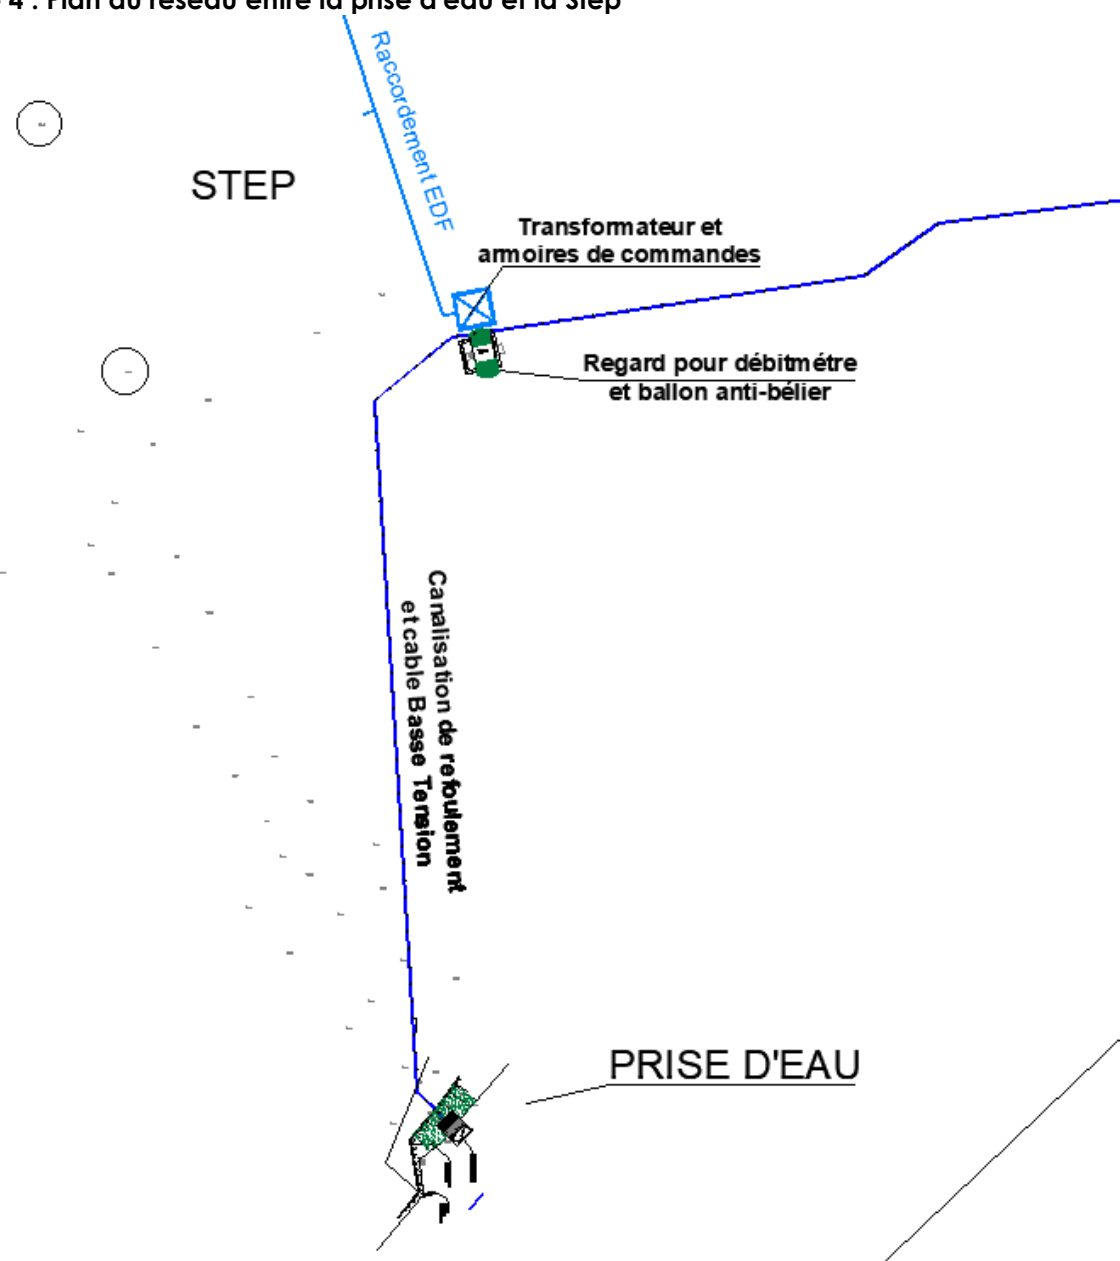 4 : Plan du réseau entre la prise d'eau et la Step
Raccordement EDF
STEP
Transformateur et
armoires de commandes
Regard pour débitmétre
et ballon anti-bélier
Canalisation de refoulement
et cable Basse Tension
PRISE D'EAU